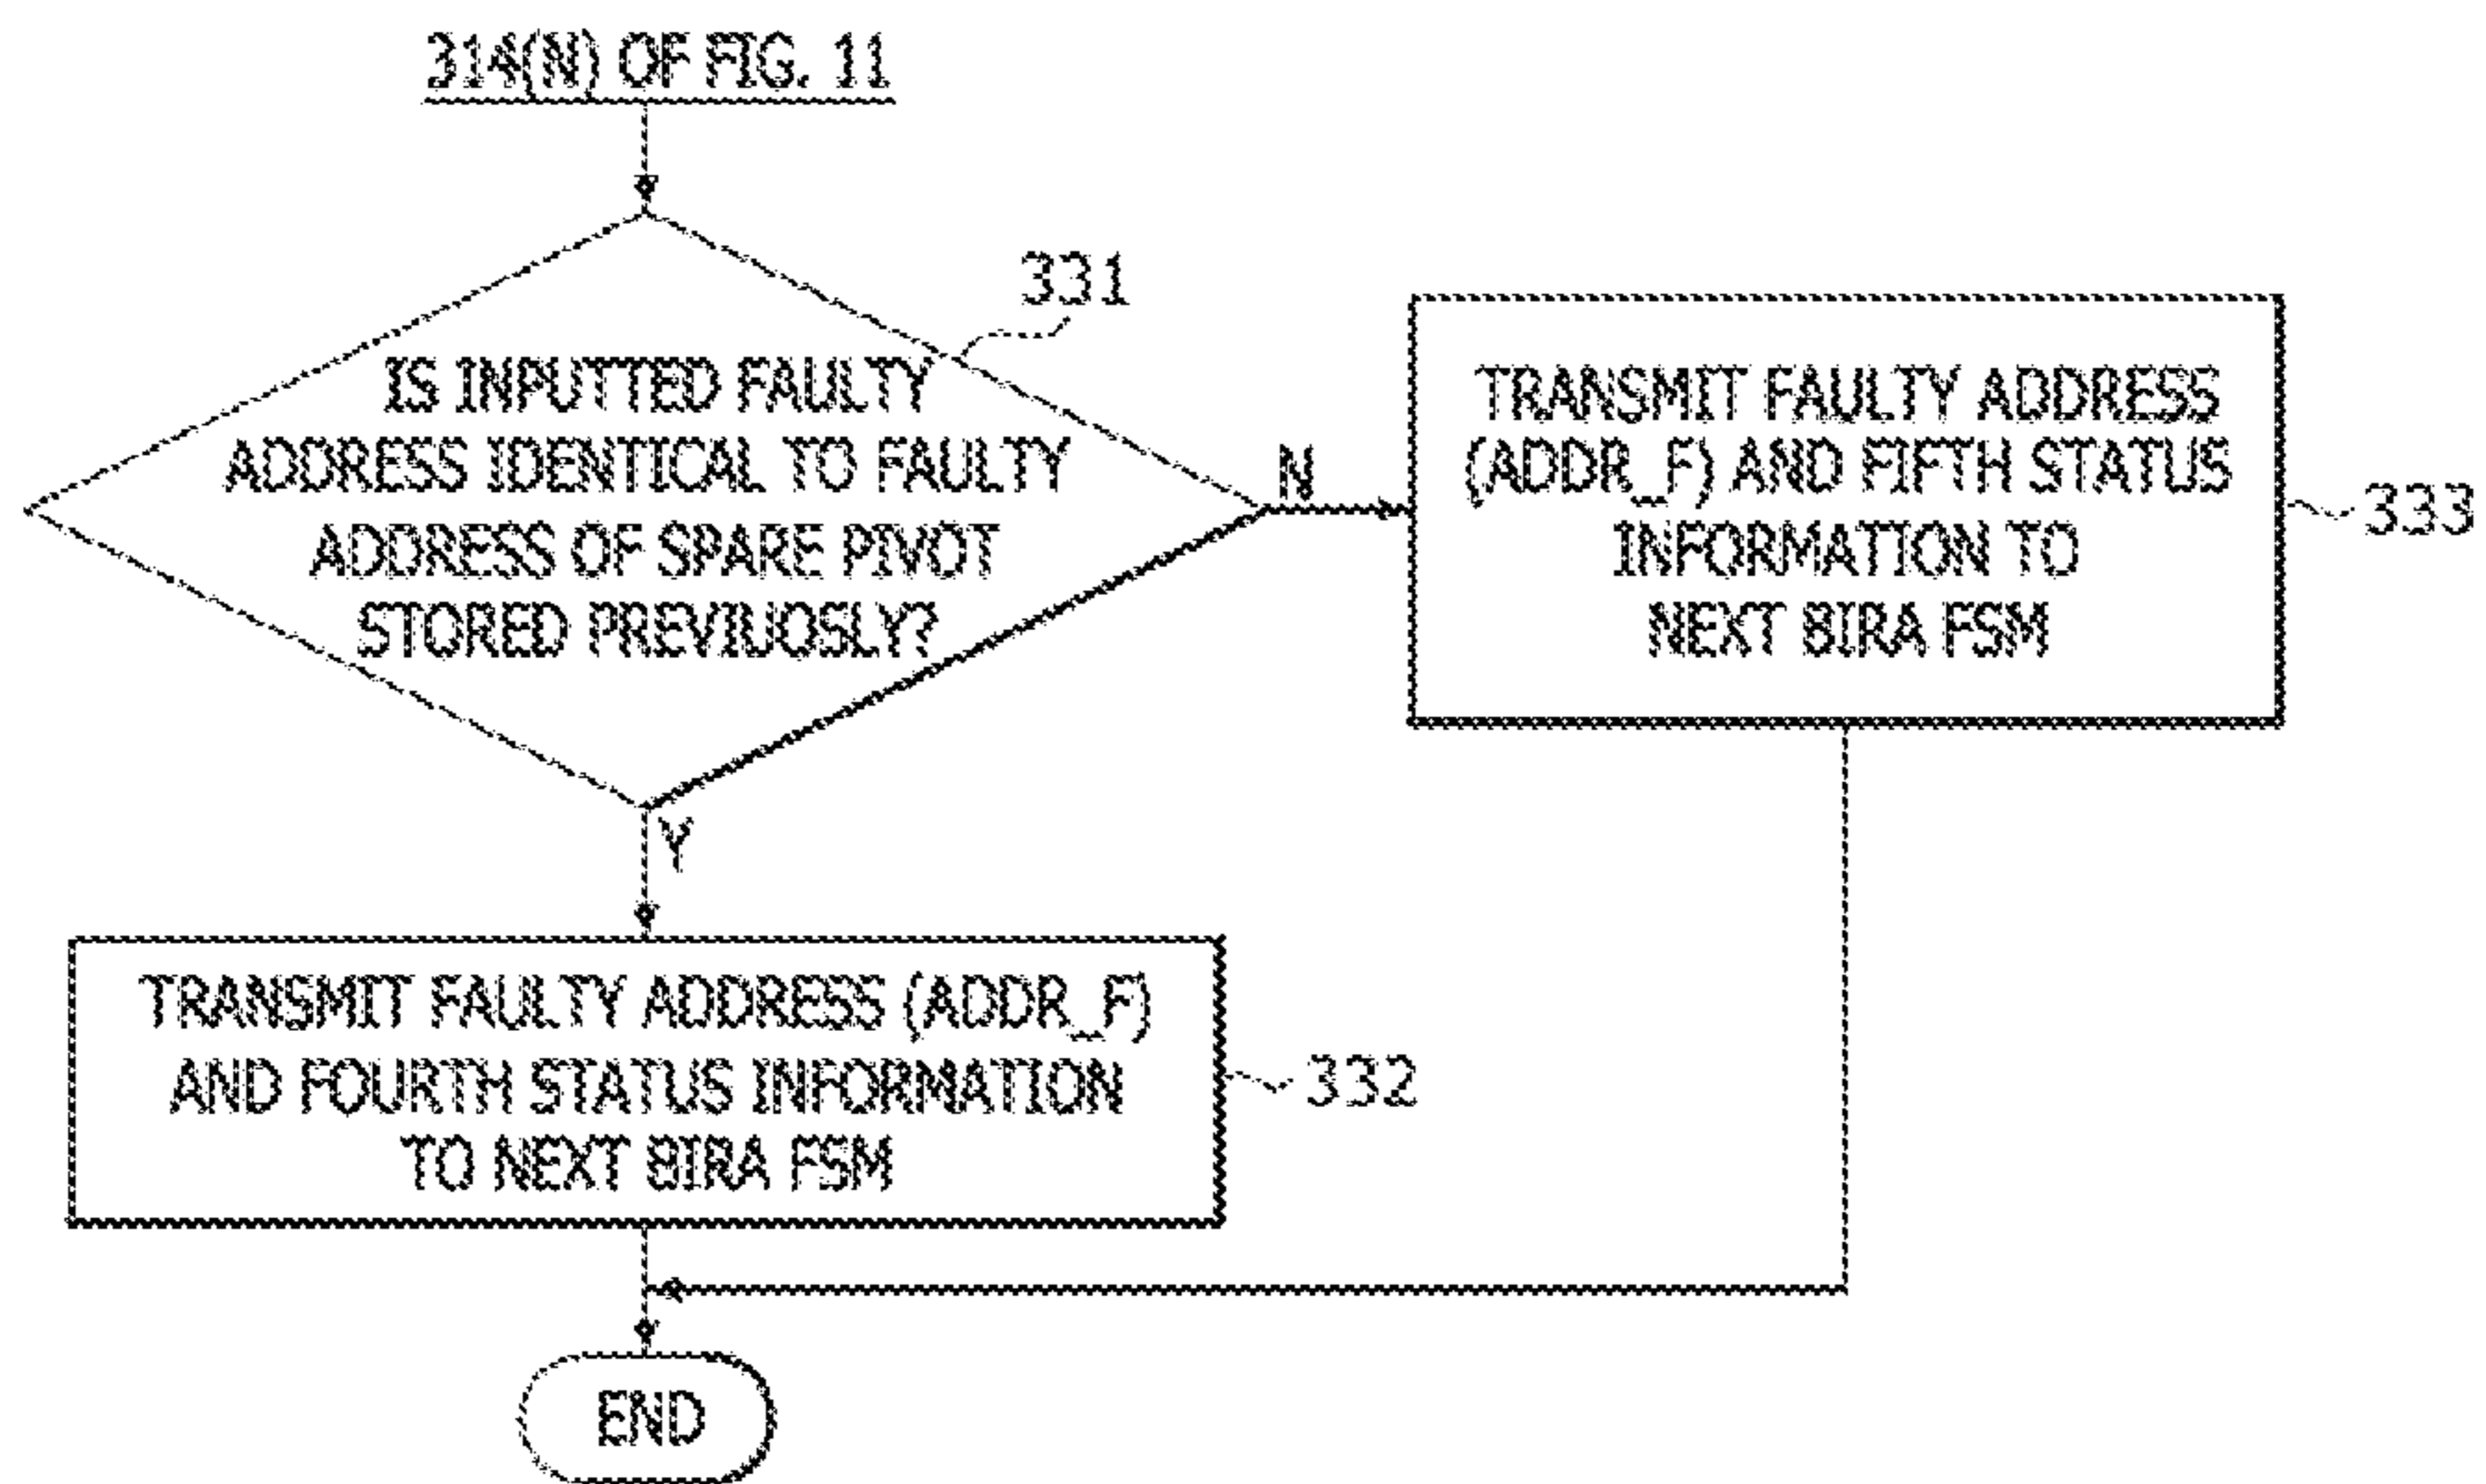 314(N) OF FIG. 11
331
IS INPUTTED FAULTY
ADDRESS IDENTICAL TO FAULTY
ADDRESS OF SPARE PIVOT
STORED PREVIUOSLY?
N
TRANSMIT FAULTY ADDRESS
(ADDR_F) AND FIFTH STATUS
INFORMATION TO
NEXT BIRA FSM
333
Y
TRANSMIT FAULTY ADDRESS (ADDR_F)
AND FOURTH STATUS INFORMATION
TO NEXT BIRA FSM
332
END